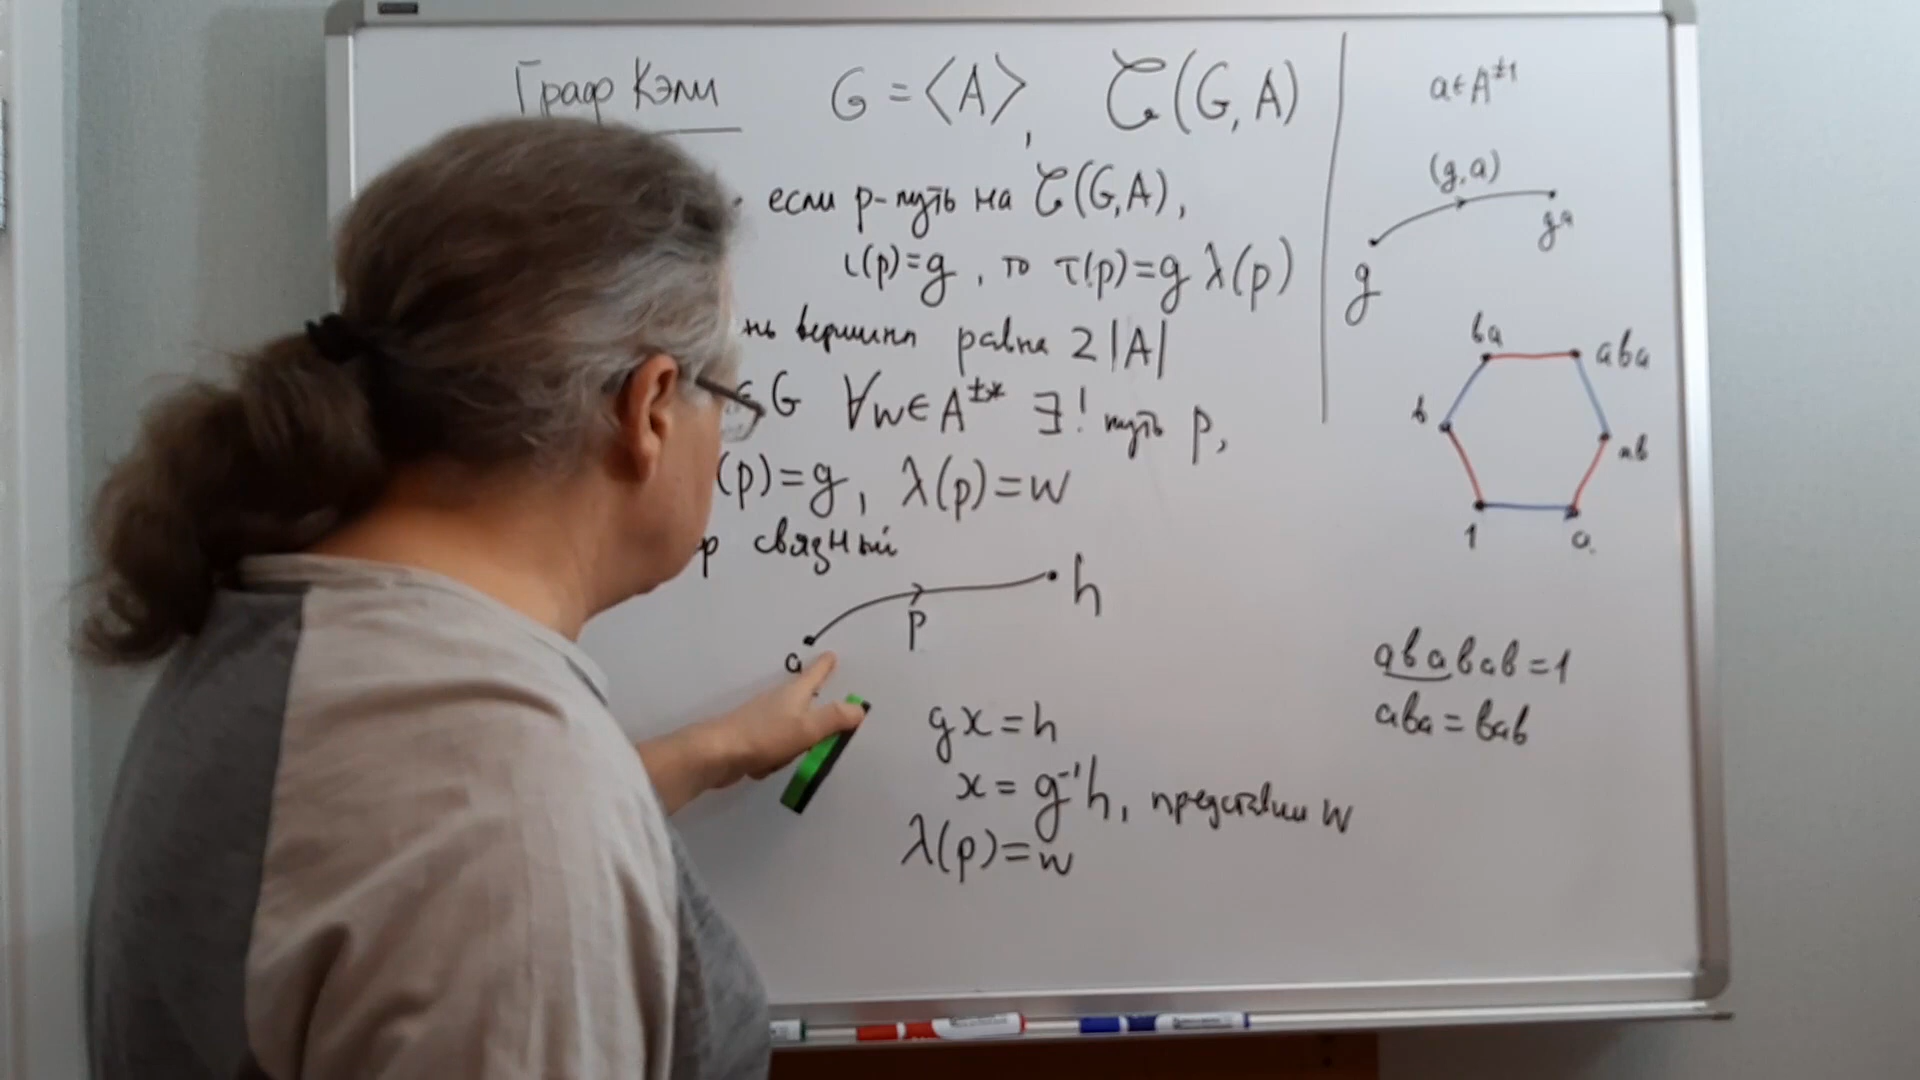 Граф Кэли G = ⟨A⟩, ζ(G, A)
если p - путь на ζ(G,A),
ι(p)=g, то τ(p)=g λ(p)
нь вершины равна 2|A|
∈G ∀w∈A^{±*} ∃! путь p,
(p)=g, λ(p)=w
р связный
p h
gx = h
x = g⁻¹h, представим w
λ(p)=w
a∈A^{±1}
(g,a)
g ga
ba aba
b ab
1 a
ababab=1
aba=bab